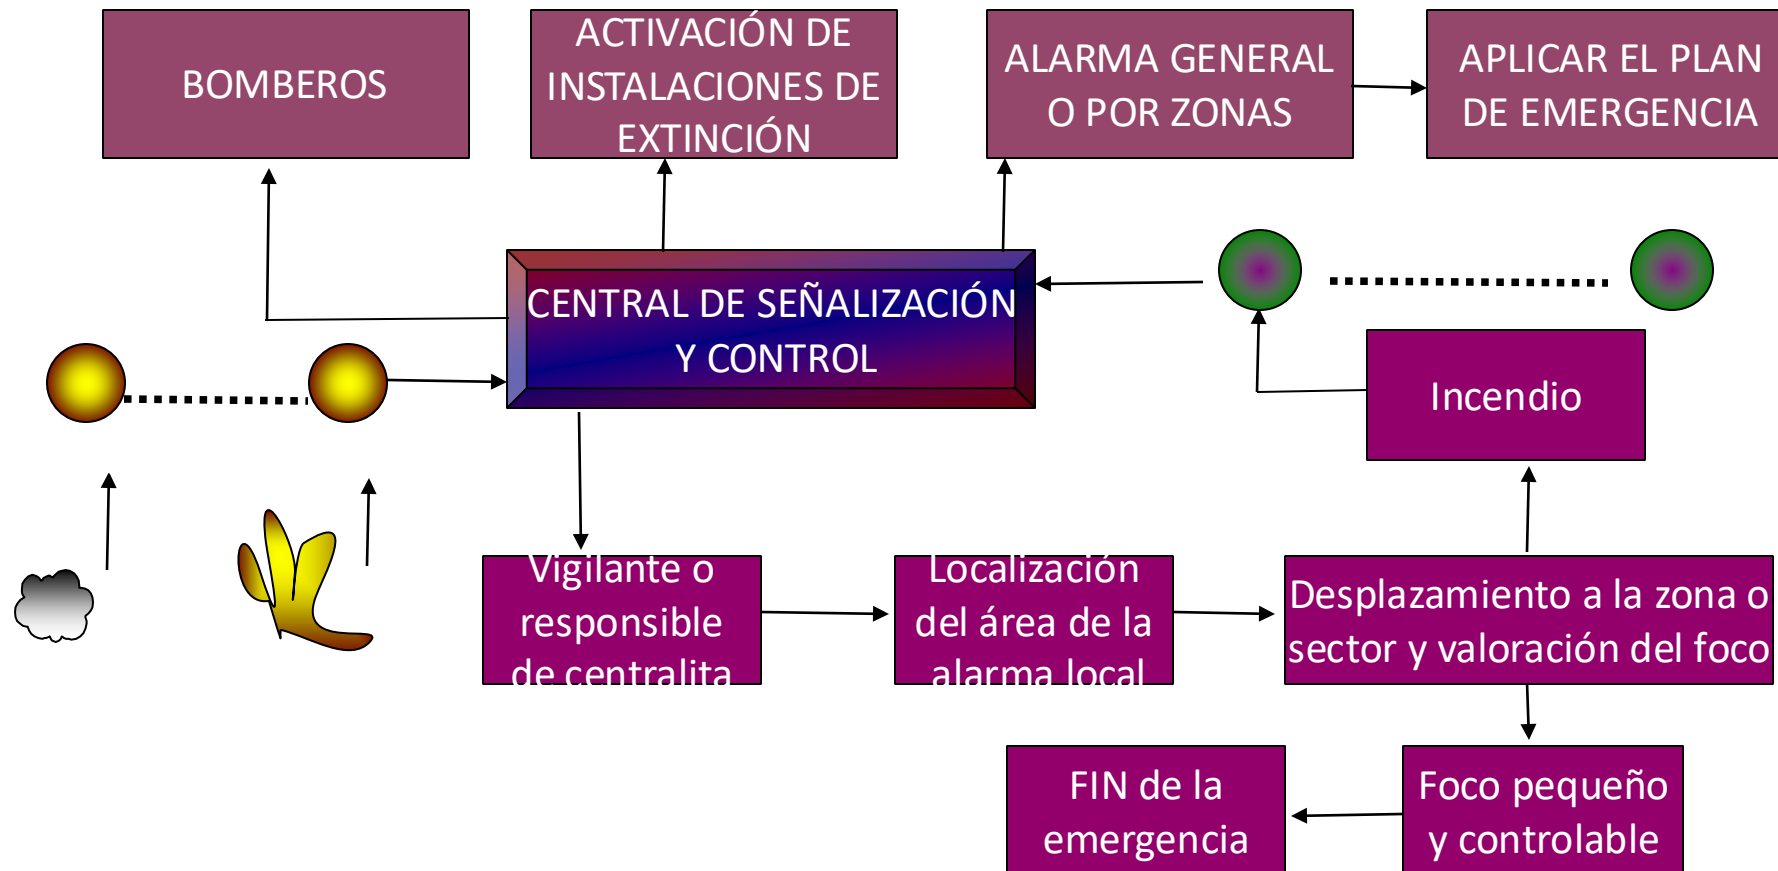 BOMBEROS
ACTIVACIÓN DE
INSTALACIONES DE
EXTINCIÓN
ALARMA GENERAL
O POR ZONAS
APLICAR EL PLAN
DE EMERGENCIA
CENTRAL DE SEÑALIZACIÓN
Y CONTROL
Incendio
Vigilante o
responsible
de centralita
Localización
del área de la
alarma local
Desplazamiento a la zona o
sector y valoración del foco
FIN de la
emergencia
Foco pequeño
y controlable